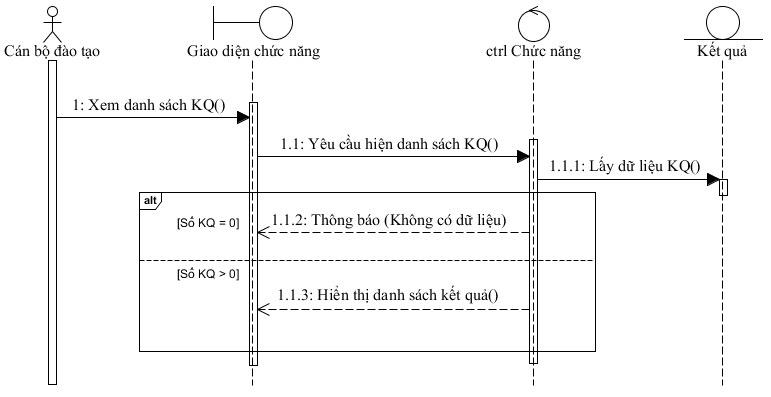 Cán bộ đào tạo
Giao diện chức năng
ctrl Chức năng
Kết quả
1: Xem danh sách KQ()
1.1: Yêu cầu hiện danh sách KQ()
1.1.1: Lấy dữ liệu KQ()
alt
[Số KQ = 0]
1.1.2: Thông báo (Không có dữ liệu)
[Số KQ > 0]
1.1.3: Hiển thị danh sách kết quả()